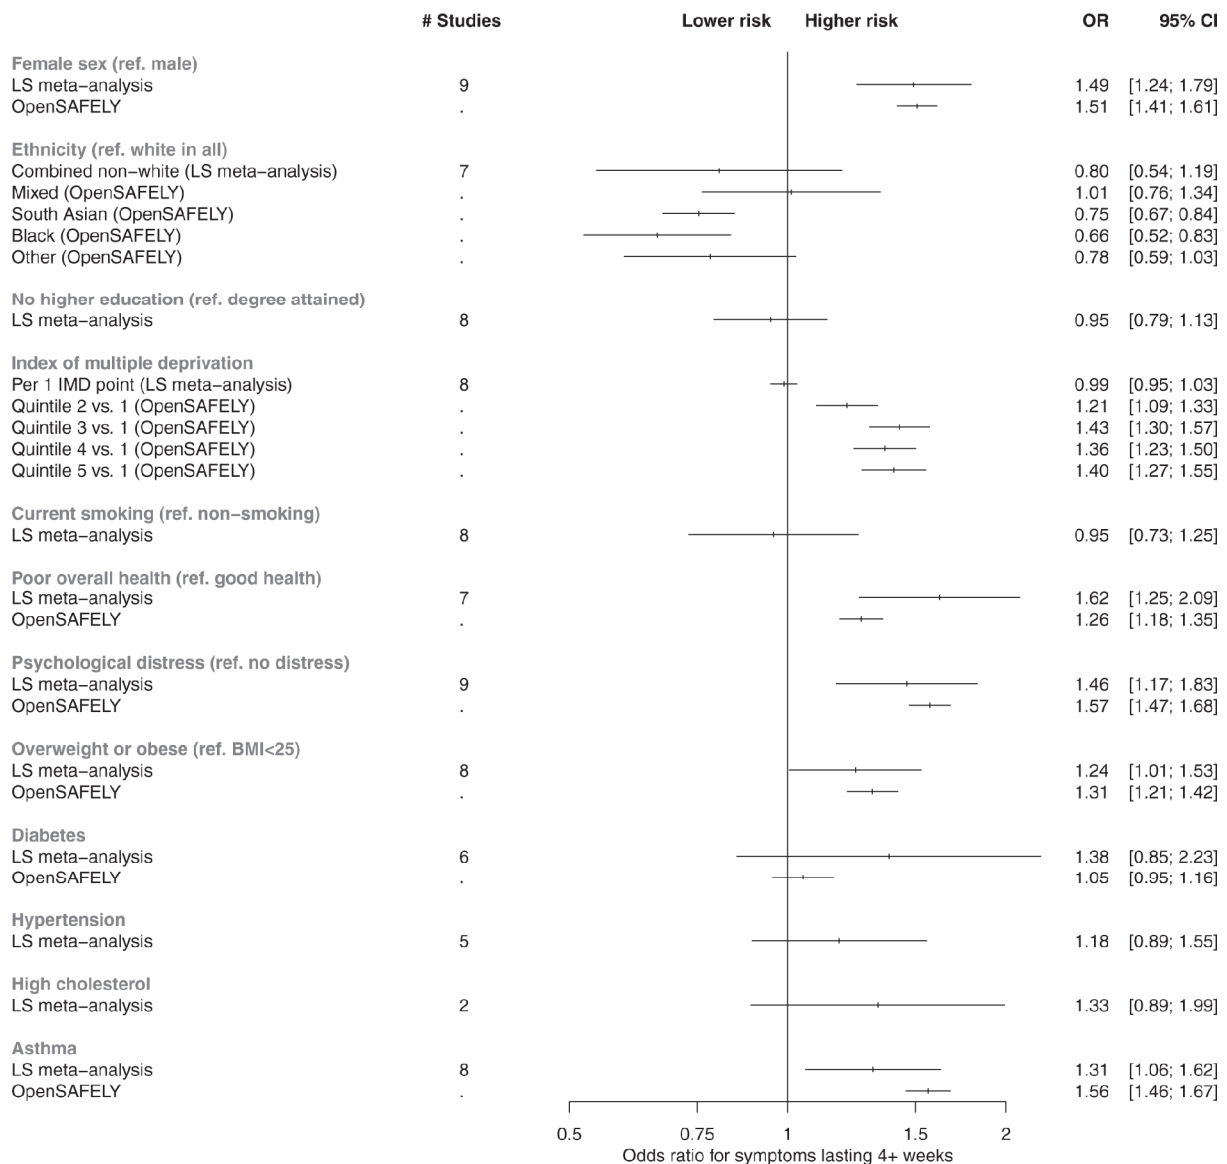 # Studies Lower risk Higher risk OR 95% CI
Female sex (ref. male)
LS meta−analysis 9 1.49 [1.24; 1.79]
OpenSAFELY . 1.51 [1.41; 1.61]
Ethnicity (ref. white in all)
Combined non−white (LS meta−analysis) 7 0.80 [0.54; 1.19]
Mixed (OpenSAFELY) . 1.01 [0.76; 1.34]
South Asian (OpenSAFELY) . 0.75 [0.67; 0.84]
Black (OpenSAFELY) . 0.66 [0.52; 0.83]
Other (OpenSAFELY) . 0.78 [0.59; 1.03]
No higher education (ref. degree attained)
LS meta−analysis 8 0.95 [0.79; 1.13]
Index of multiple deprivation
Per 1 IMD point (LS meta−analysis) 8 0.99 [0.95; 1.03]
Quintile 2 vs. 1 (OpenSAFELY) . 1.21 [1.09; 1.33]
Quintile 3 vs. 1 (OpenSAFELY) . 1.43 [1.30; 1.57]
Quintile 4 vs. 1 (OpenSAFELY) . 1.36 [1.23; 1.50]
Quintile 5 vs. 1 (OpenSAFELY) . 1.40 [1.27; 1.55]
Current smoking (ref. non−smoking)
LS meta−analysis 8 0.95 [0.73; 1.25]
Poor overall health (ref. good health)
LS meta−analysis 7 1.62 [1.25; 2.09]
OpenSAFELY . 1.26 [1.18; 1.35]
Psychological distress (ref. no distress)
LS meta−analysis 9 1.46 [1.17; 1.83]
OpenSAFELY . 1.57 [1.47; 1.68]
Overweight or obese (ref. BMI<25)
LS meta−analysis 8 1.24 [1.01; 1.53]
OpenSAFELY . 1.31 [1.21; 1.42]
Diabetes
LS meta−analysis 6 1.38 [0.85; 2.23]
OpenSAFELY . 1.05 [0.95; 1.16]
Hypertension
LS meta−analysis 5 1.18 [0.89; 1.55]
High cholesterol
LS meta−analysis 2 1.33 [0.89; 1.99]
Asthma
LS meta−analysis 8 1.31 [1.06; 1.62]
OpenSAFELY . 1.56 [1.46; 1.67]
0.5 0.75 1 1.5 2
Odds ratio for symptoms lasting 4+ weeks